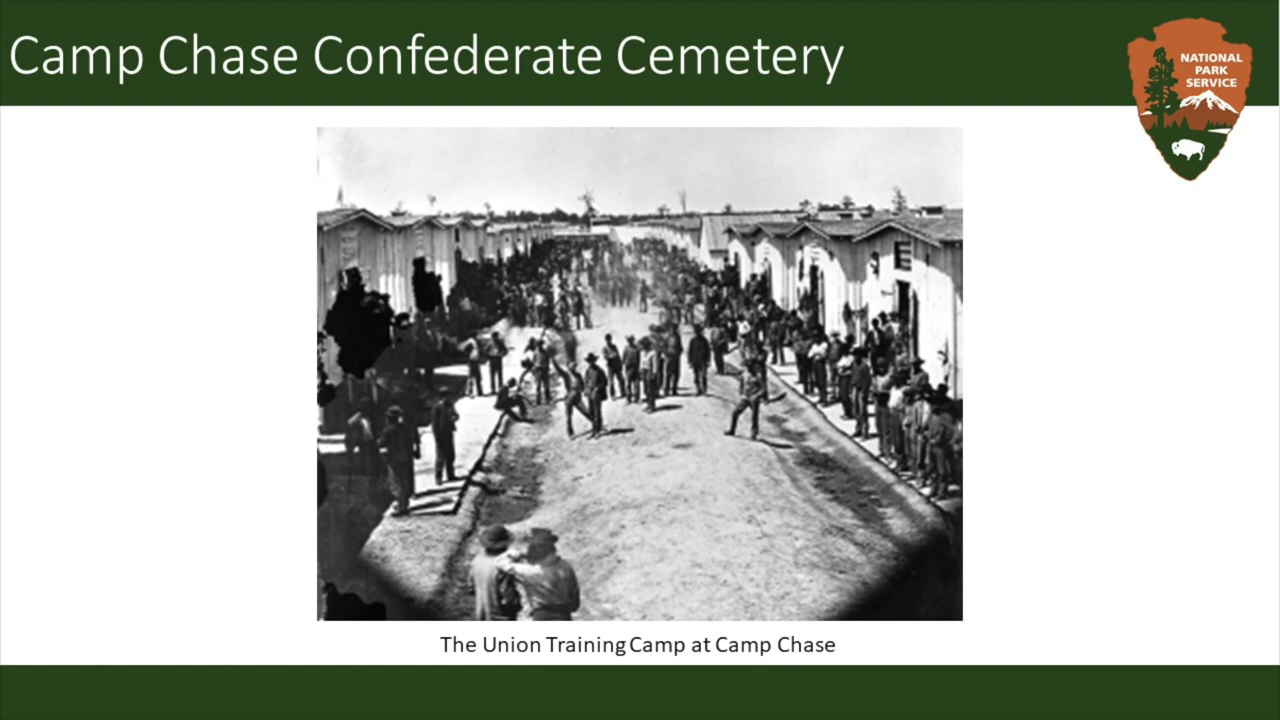 Camp Chase Confederate Cemetery
NATIONAL
PARK
SERVICE
The Union Training Camp at Camp Chase